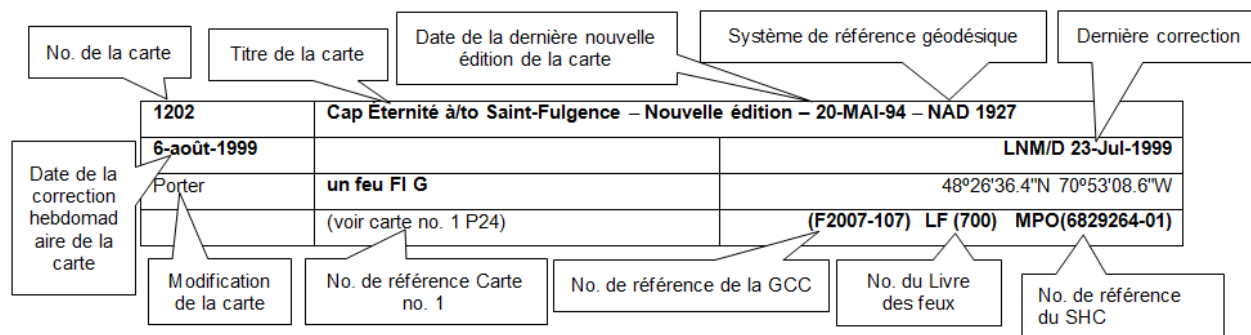 No. de la carte
Titre de la carte
Date de la dernière nouvelle
édition de la carte
Système de référence géodésique
Dernière correction
1202 Cap Éternité à/to Saint-Fulgence – Nouvelle édition – 20-MAI-94 – NAD 1927
6-août-1999 LNM/D 23-Jul-1999
Porter un feu Fl G 48º26'36.4"N 70º53'08.6"W
(voir carte no. 1 P24) (F2007-107) LF (700) MPO(6829264-01)
Date de la
correction
hebdomad
aire de la
carte
Modification
de la carte
No. de référence Carte
no. 1
No. de référence de la GCC
No. du Livre
des feux
No. de référence
du SHC